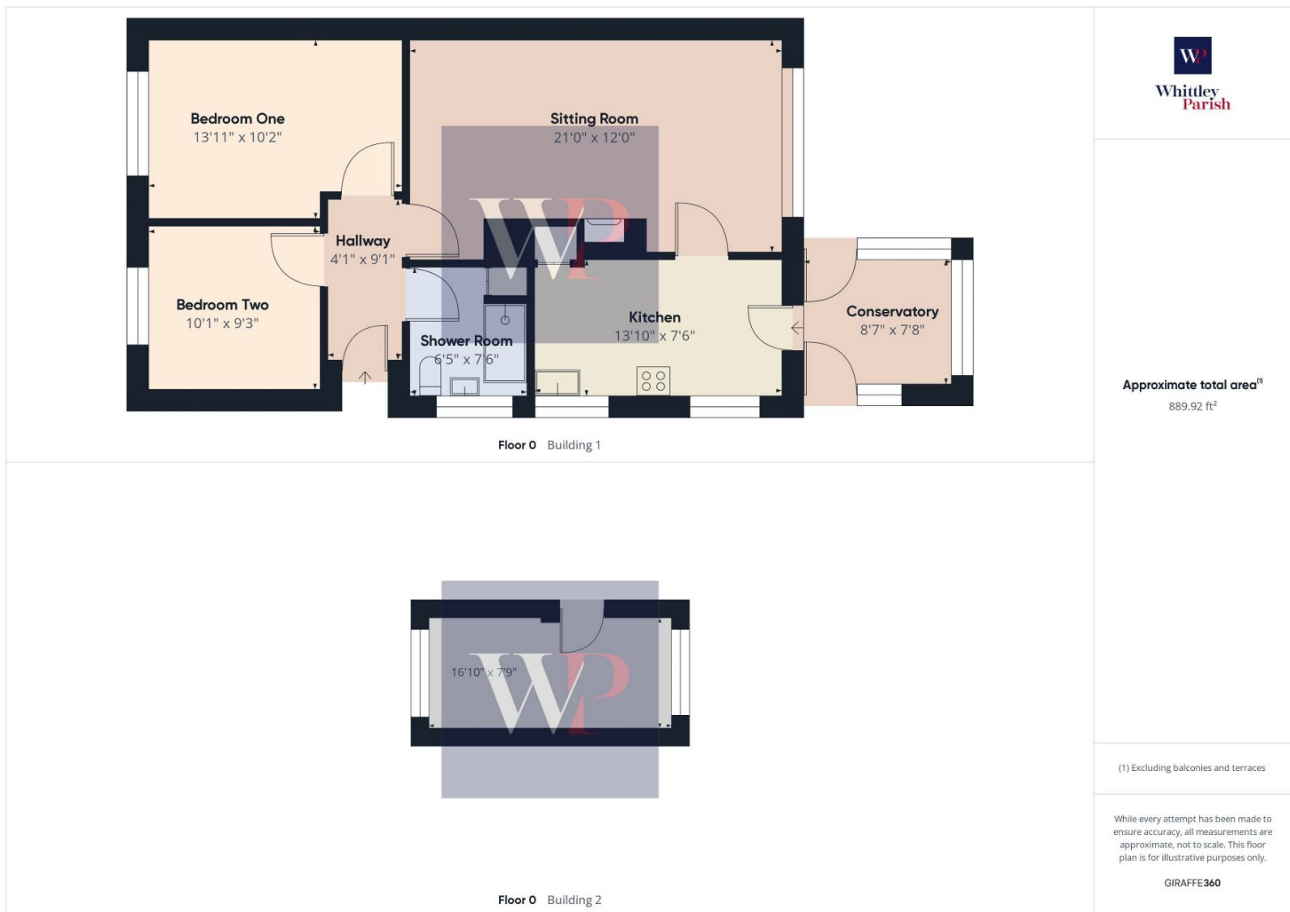 Bedroom One
13'11" x 10'2"
Sitting Room
21'0" x 12'0"
WP
Hallway
4'1" x 9'1"
Bedroom Two
10'1" x 9'3"
Shower Room
6'5" x 7'6"
Kitchen
13'10" x 7'6"
Conservatory
8'7" x 7'8"
Floor 0 Building 1
16'10" x 7'9"
WP
Floor 0 Building 2
WP
Whittley
Parish
Approximate total area(1)
889.92 ft²
(1) Excluding balconies and terraces
While every attempt has been made to
ensure accuracy, all measurements are
approximate, not to scale. This floor
plan is for illustrative purposes only.
GIRAFFE360